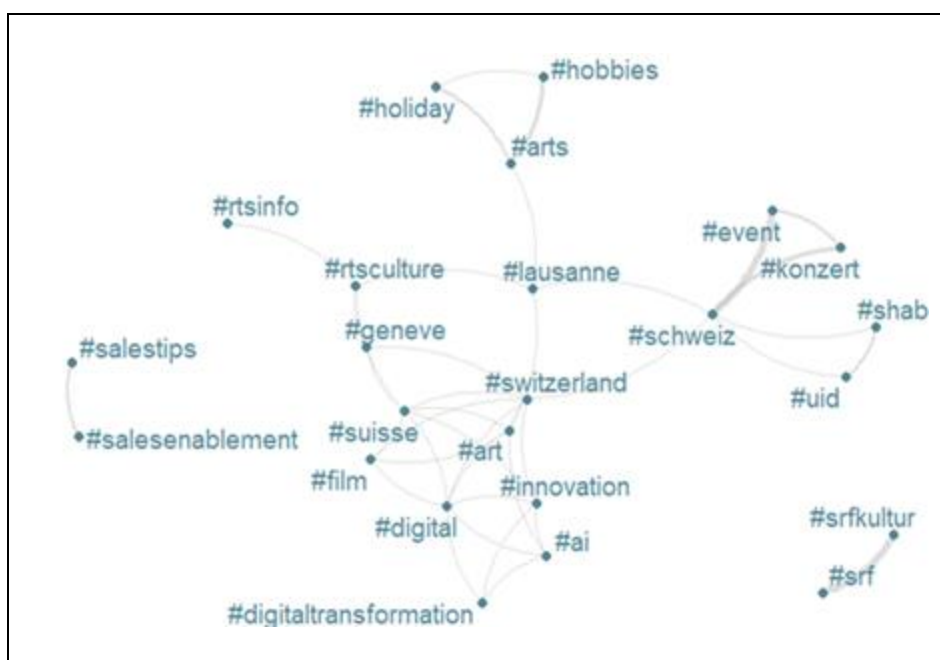 #hobbies
#holiday
#arts
#rtsinfo
#event
#konzert
#rtsculture
#lausanne
#shab
#geneve
#schweiz
#salestips
#switzerland
#uid
#suisse
#salesenablement
#art
#film
#innovation
#digital
#srfkultur
#ai
#srf
#digitaltransformation